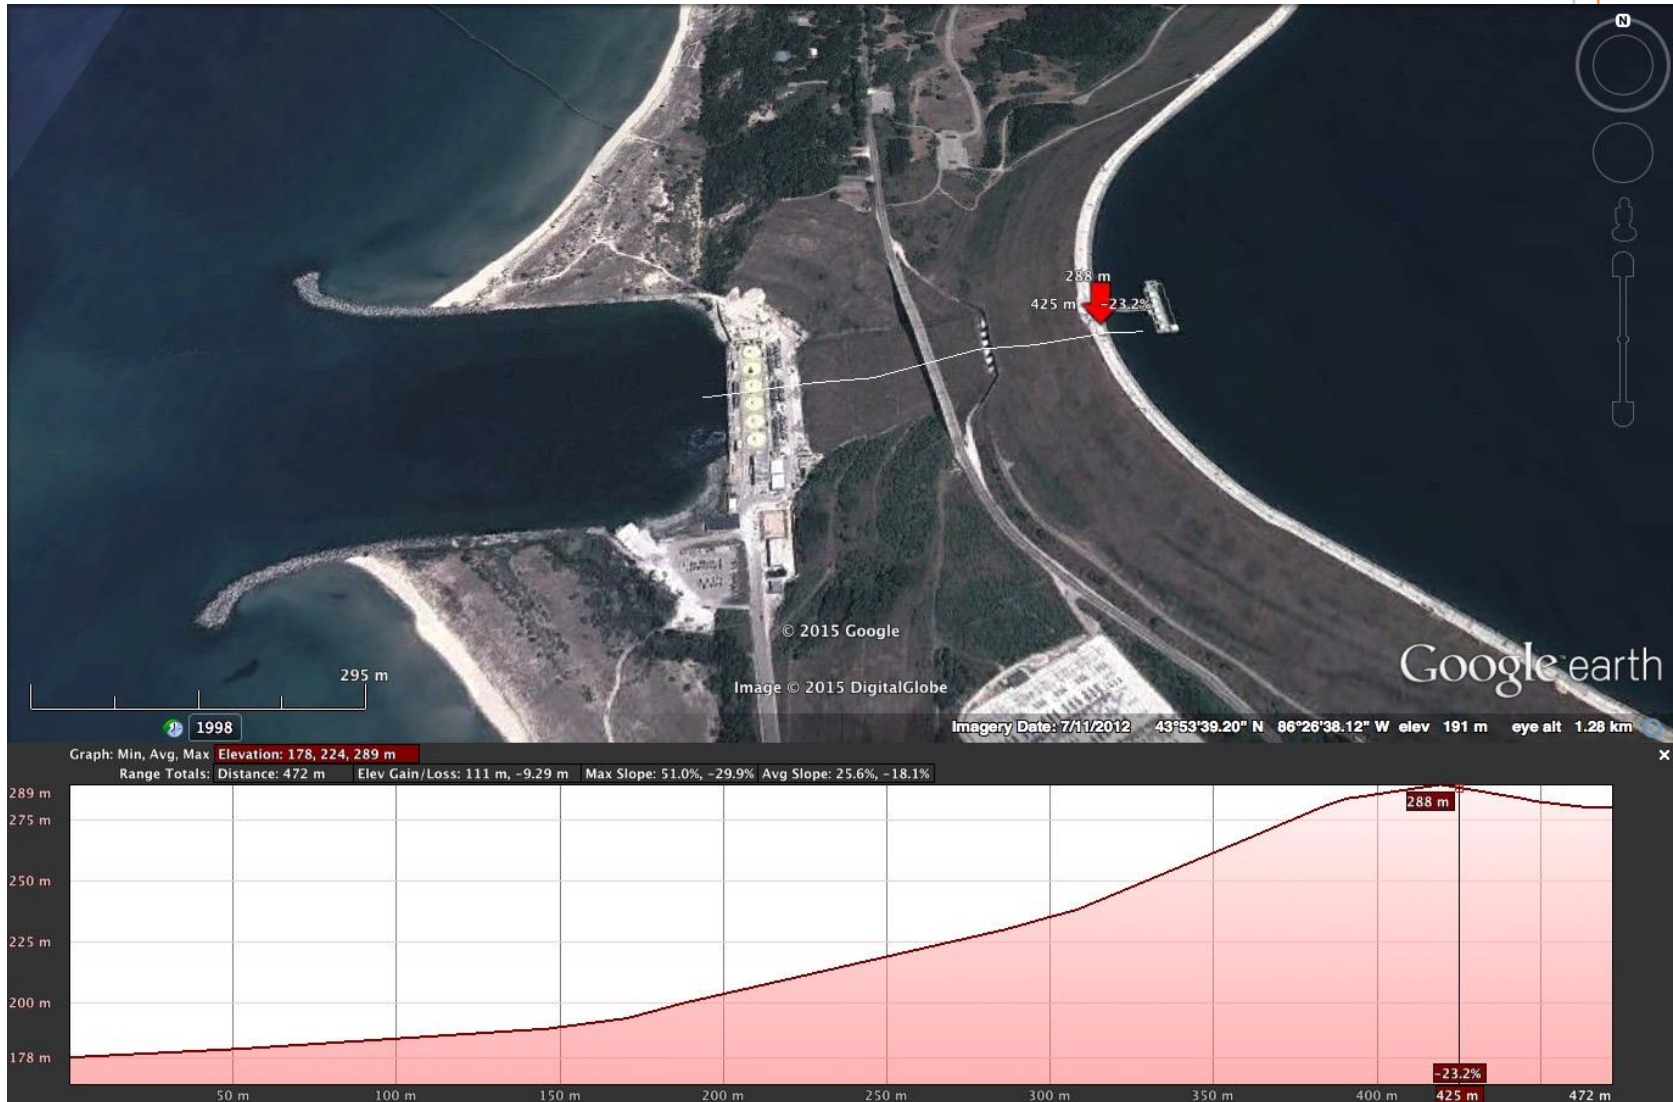 N
288 m
425 m -23.2%
© 2015 Google
Google earth
295 m
Image © 2015 DigitalGlobe
1998
Imagery Date: 7/11/2012 43°53'39.20" N 86°26'38.12" W elev 191 m eye alt 1.28 km
Graph: Min, Avg, Max Elevation: 178, 224, 289 m
Range Totals: Distance: 472 m Elev Gain/Loss: 111 m, -9.29 m Max Slope: 51.0%, -29.9% Avg Slope: 25.6%, -18.1%
289 m
288 m
275 m
250 m
225 m
200 m
178 m
-23.2%
50 m 100 m 150 m 200 m 250 m 300 m 350 m 400 m 425 m 472 m